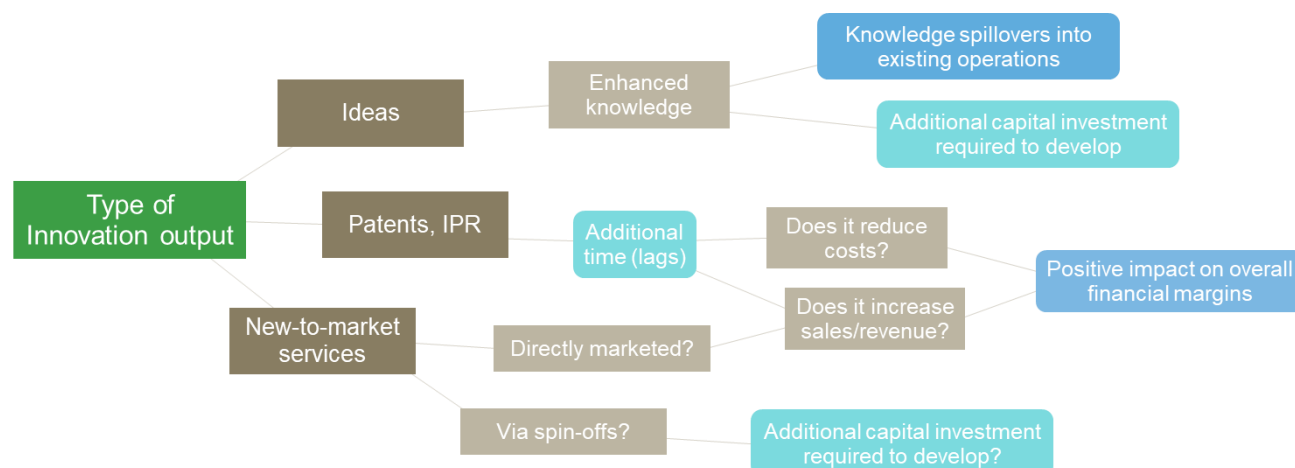 Knowledge spillovers into
existing operations
Enhanced
knowledge
Ideas
Additional capital investment
required to develop
Type of
Innovation output
Patents, IPR
Additional
time (lags)
Does it reduce
costs?
Positive impact on overall
financial margins
Does it increase
sales/revenue?
New-to-market
services
Directly marketed?
Via spin-offs?
Additional capital investment
required to develop?